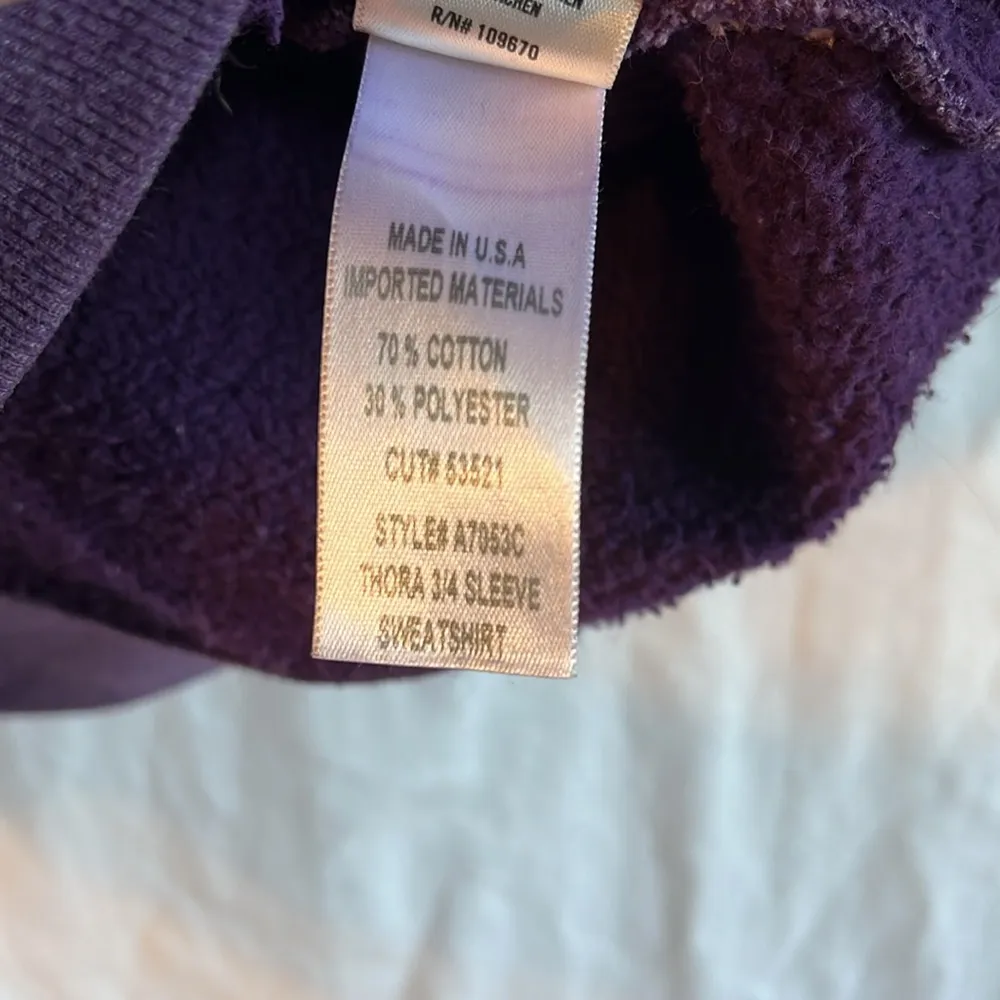 R/N# 109670
MADE IN U.S.A
IMPORTED MATERIALS
70 % COTTON
30 % POLYESTER
CUT# 53521
STYLE# A7053C
THORA 3/4 SLEEVE
SWEATSHIRT